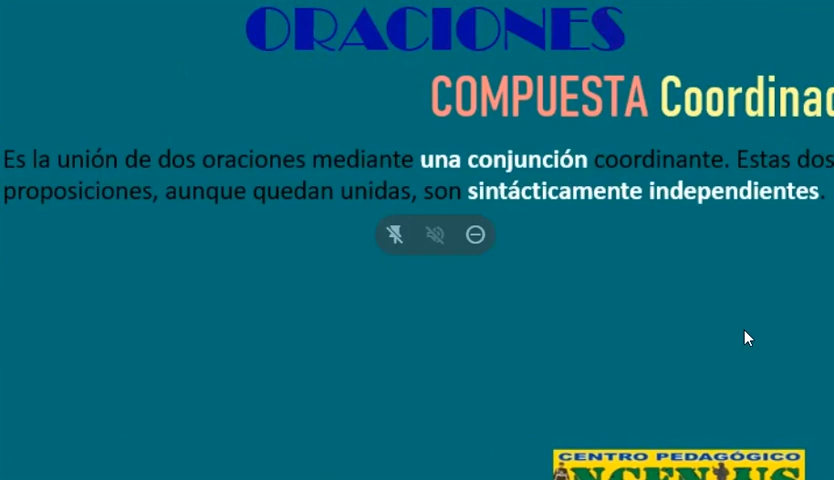 ORACIONES
COMPUESTA
Es la unión de dos oraciones mediante una conjunción coordinante. Estas dos
proposiciones, aunque quedan unidas, son sintácticamente independientes.
CENTRO PEDAGÓGICO